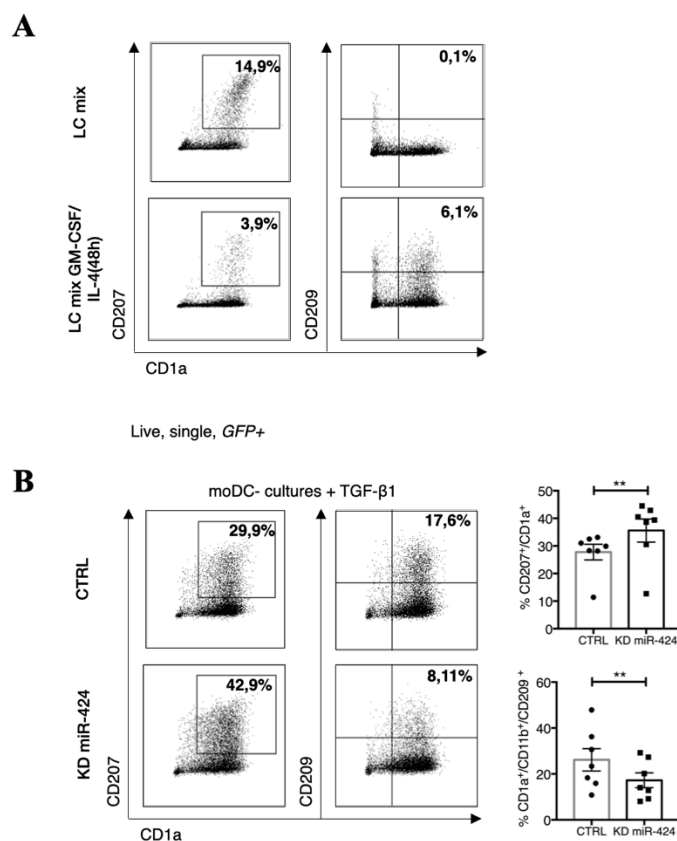 A
LC mix
14,9%
0,1%
LC mix GM-CSF/
IL-4(48h)
3,9%
6,1%
CD207
CD209
CD1a
Live, single, GFP+
B
moDC- cultures + TGF-β1
CTRL
29,9%
17,6%
KD miR-424
42,9%
8,11%
CD207
CD209
CD1a
**
% CD207⁺/CD1a⁺
50
40
30
20
10
0
CTRL KD miR-424
**
% CD1a⁺/CD11b⁺/CD209 ⁺
60
40
20
0
CTRL KD miR-424